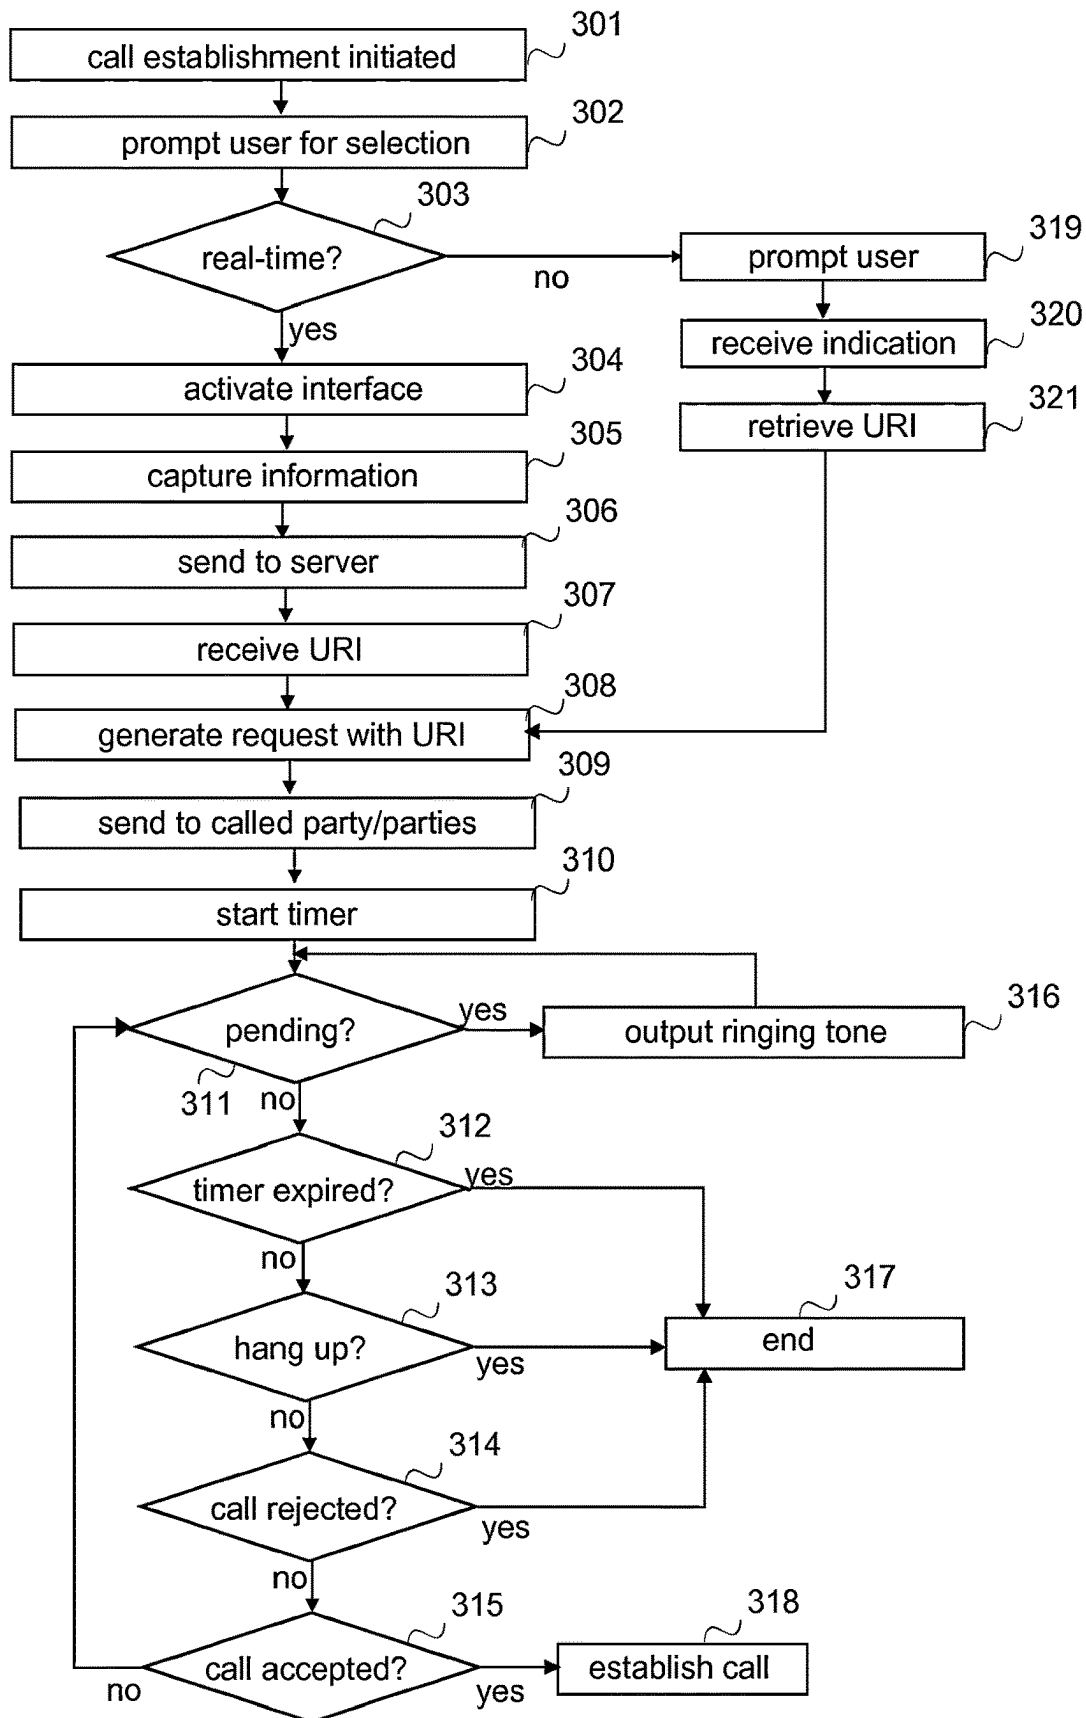 301
call establishment initiated
302
prompt user for selection
303
real-time?
no
yes
319
prompt user
320
receive indication
321
retrieve URI
304
activate interface
305
capture information
306
send to server
307
receive URI
308
generate request with URI
309
send to called party/parties
310
start timer
pending?
yes
316
output ringing tone
311
no
312
timer expired?
yes
no
313
hang up?
yes
317
end
no
314
call rejected?
yes
no
315
call accepted?
no
yes
318
establish call